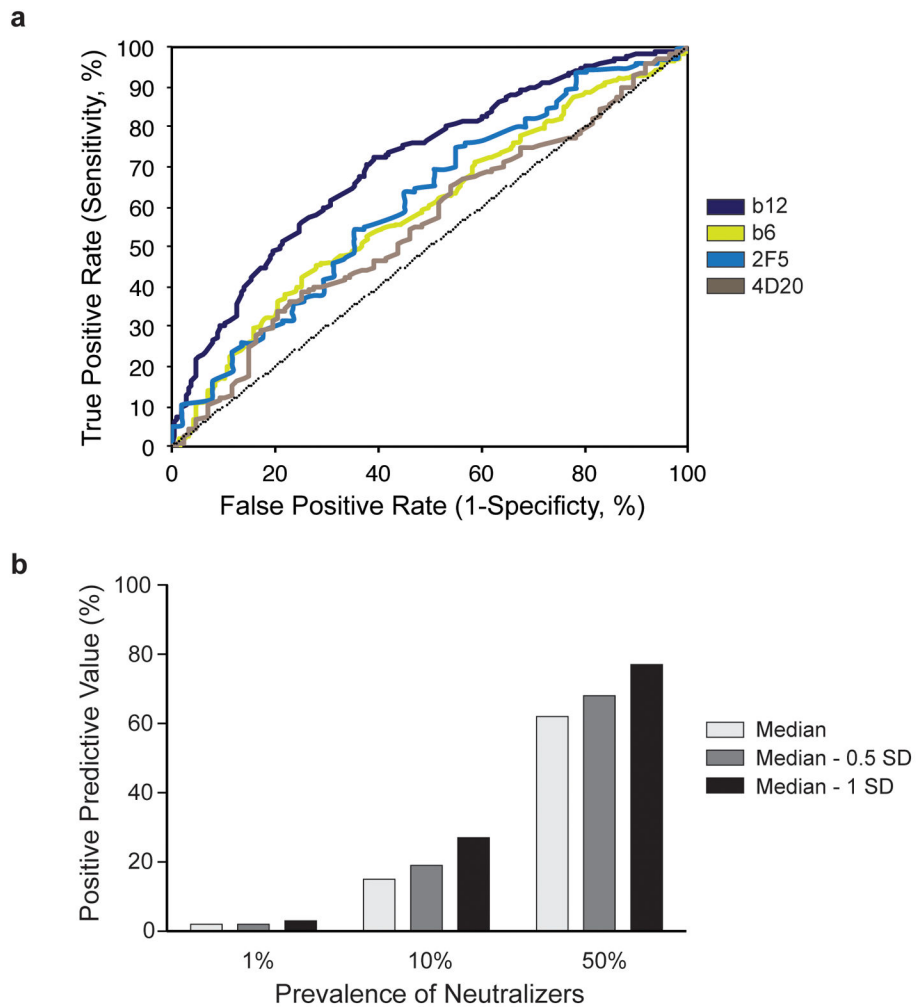 a
True Positive Rate (Sensitivity, %)
100
90
80
70
60
50
40
30
20
10
0
0 20 40 60 80 100
False Positive Rate (1-Specificty, %)
b12
b6
2F5
4D20
b
Positive Predictive Value (%)
100
80
60
40
20
0
1% 10% 50%
Prevalence of Neutralizers
Median
Median - 0.5 SD
Median - 1 SD